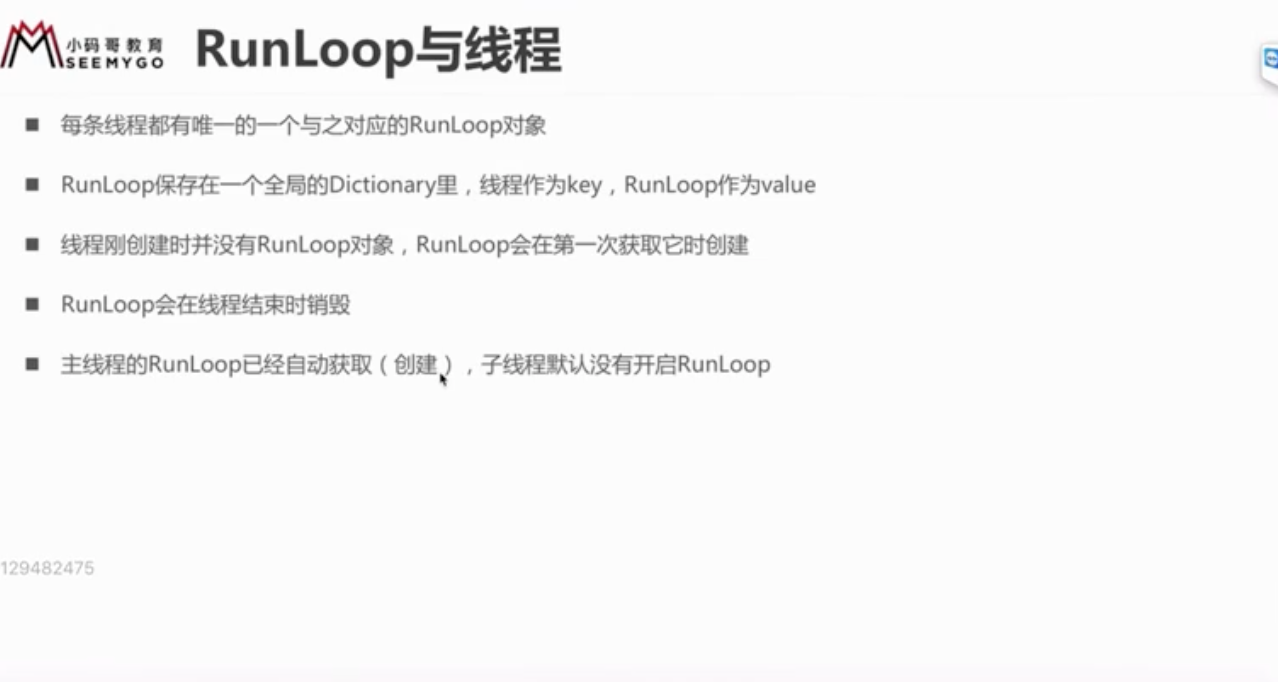 小码哥教育
SEEMYGO
RunLoop与线程
■ 每条线程都有唯一的一个与之对应的RunLoop对象
■ RunLoop保存在一个全局的Dictionary里，线程作为key，RunLoop作为value
■ 线程刚创建时并没有RunLoop对象，RunLoop会在第一次获取它时创建
■ RunLoop会在线程结束时销毁
■ 主线程的RunLoop已经自动获取（创建），子线程默认没有开启RunLoop
129482475